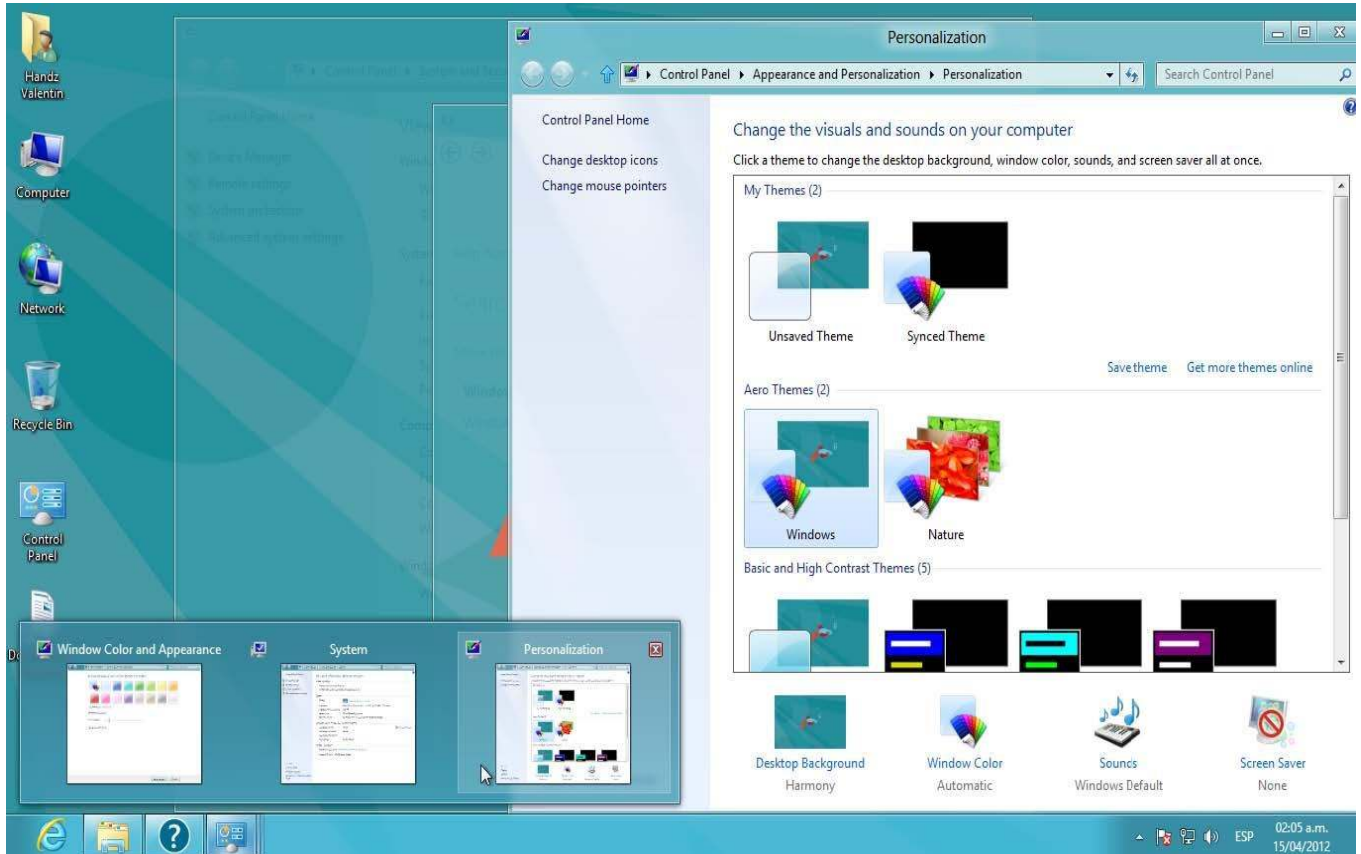 Handz
Valentin
Computer
Network
Recycle Bin
Control
Panel
Personalization
Control Panel Appearance and Personalization Personalization
Search Control Panel
Control Panel Home
Change desktop icons
Change mouse pointers
Change the visuals and sounds on your computer
Click a theme to change the desktop background, window color, sounds, and screen saver all at once.
My Themes (2)
Unsaved Theme
Synced Theme
Save theme
Get more themes online
Aero Themes (2)
Windows
Nature
Basic and High Contrast Themes (5)
Desktop Background
Harmony
Window Color
Automatic
Sounds
Windows Default
Screen Saver
None
Window Color and Appearance
System
Personalization
ESP
02:05 a.m.
15/04/2012